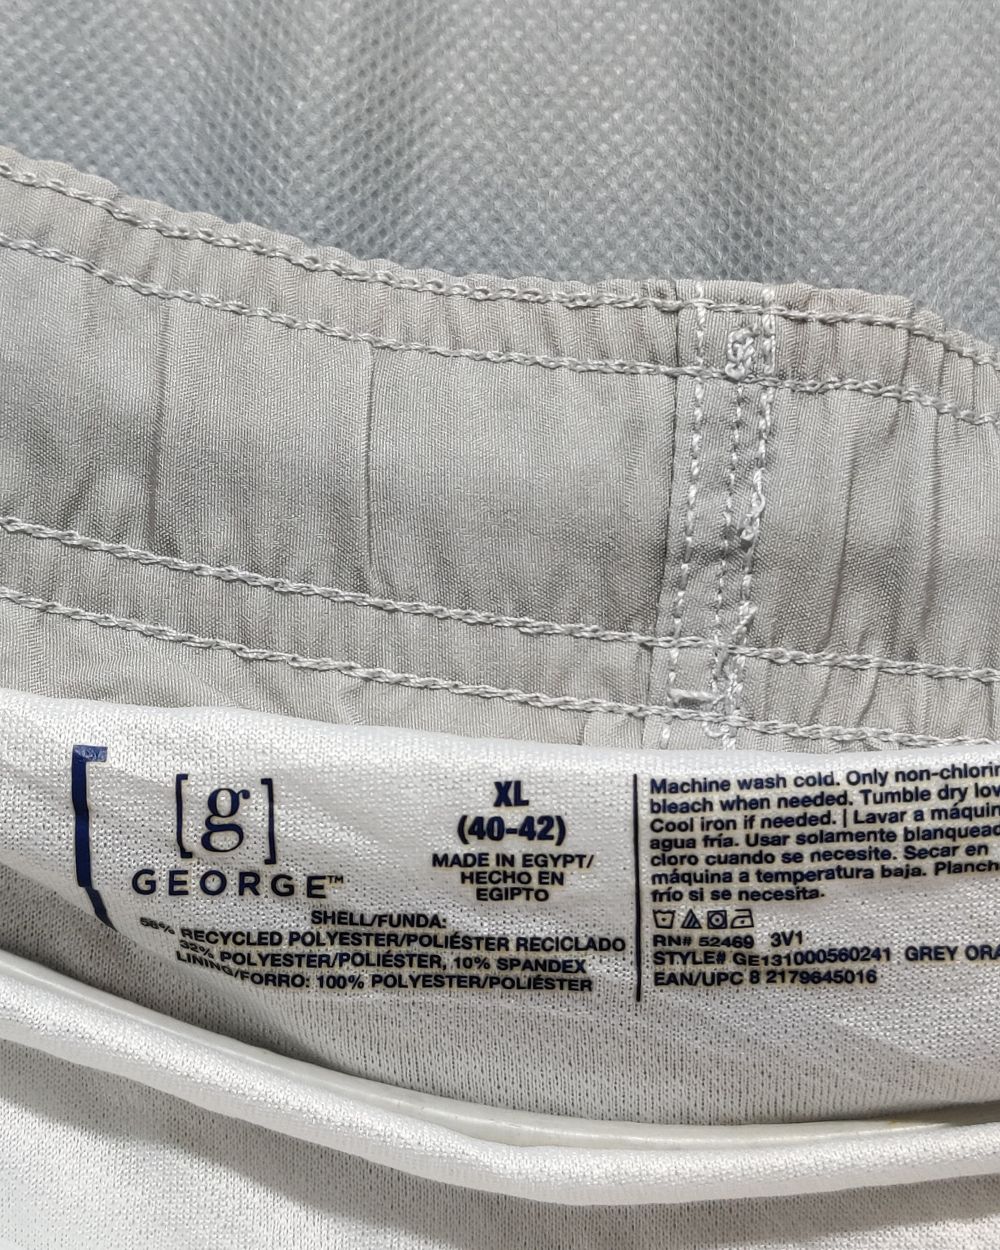 [g]
GEORGE™
XL
(40-42)
MADE IN EGYPT/
HECHO EN
EGIPTO
SHELL/FUNDA:
58% RECYCLED POLYESTER/POLIÉSTER RECICLADO
32% POLYESTER/POLIÉSTER, 10% SPANDEX
LINING/FORRO: 100% POLYESTER/POLIÉSTER
Machine wash cold. Only non-chlorin
bleach when needed. Tumble dry low
Cool iron if needed. | Lavar a máquin
agua fría. Usar solamente blanquead
cloro cuando se necesite. Secar en
máquina a temperatura baja. Planch
frío si se necesita.
RN# 52469 3V1
STYLE# GE131000560241 GREY ORA
EAN/UPC 8 2179645016